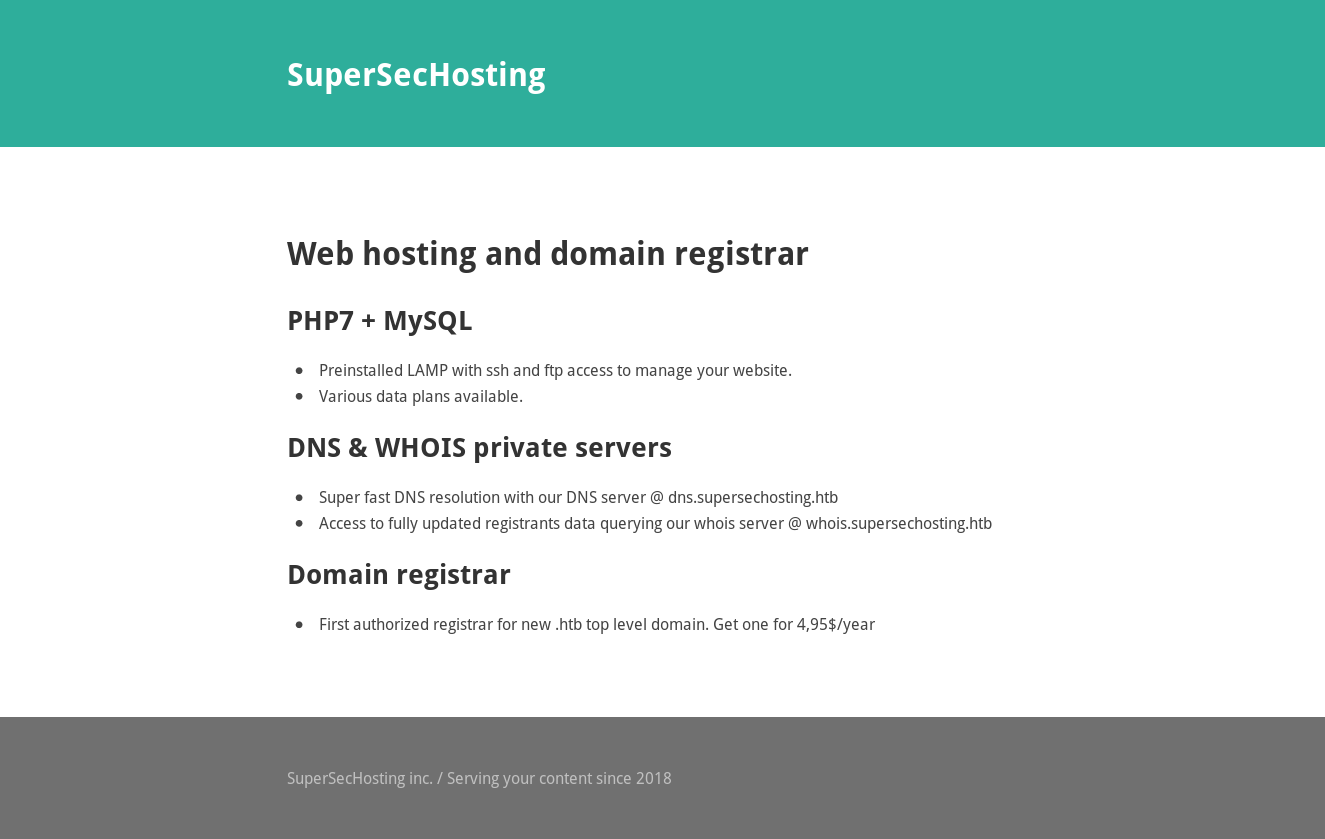 SuperSecHosting
Web hosting and domain registrar
PHP7 + MySQL
• Preinstalled LAMP with ssh and ftp access to manage your website.
• Various data plans available.
DNS & WHOIS private servers
• Super fast DNS resolution with our DNS server @ dns.supersechosting.htb
• Access to fully updated registrants data querying our whois server @ whois.supersechosting.htb
Domain registrar
• First authorized registrar for new .htb top level domain. Get one for 4,95$/year
SuperSecHosting inc. / Serving your content since 2018